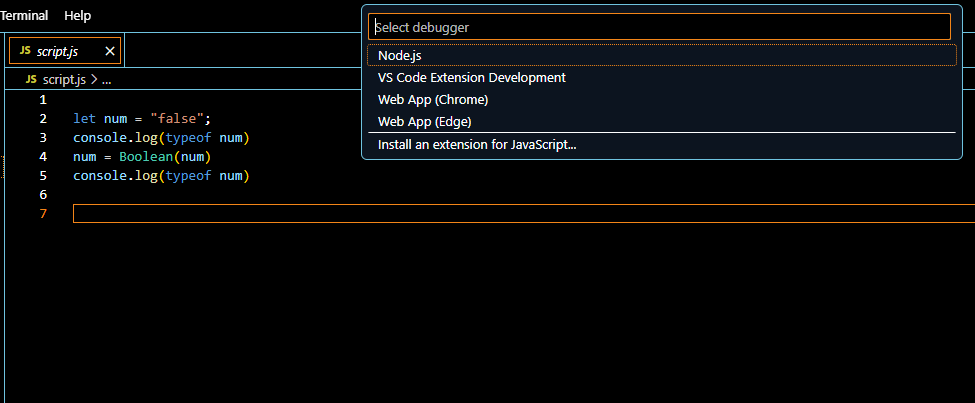 Terminal Help
Select debugger
Node.js
VS Code Extension Development
Web App (Chrome)
Web App (Edge)
Install an extension for JavaScript...
JS script.js ×
JS script.js > ...
1
2 let num = "false";
3 console.log(typeof num)
4 num = Boolean(num)
5 console.log(typeof num)
6
7